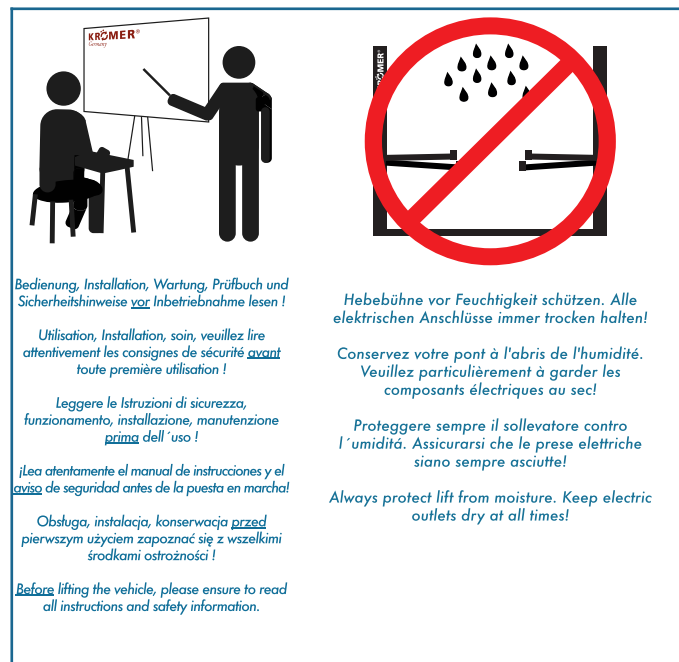 KRÖMER®
Germany
KRÖMER®
Bedienung, Installation, Wartung, Prüfbuch und
Sicherheitshinweise vor Inbetriebnahme lesen !
Utilisation, Installation, soin, veuillez lire
attentivement les consignes de sécurité avant
toute première utilisation !
Leggere le Istruzioni di sicurezza,
funzionamento, installazione, manutenzione
prima dell´uso !
¡Lea atentamente el manual de instrucciones y el
aviso de seguridad antes de la puesta en marcha!
Obsługa, instalacja, konserwacja przed
pierwszym użyciem zapoznać się z wszelkimi
środkami ostrożności !
Before lifting the vehicle, please ensure to read
all instructions and safety information.
Hebebühne vor Feuchtigkeit schützen. Alle
elektrischen Anschlüsse immer trocken halten!
Conservez votre pont à l'abris de l'humidité.
Veuillez particulièrement à garder les
composants électriques au sec!
Proteggere sempre il sollevatore contro
l´umiditá. Assicurarsi che le prese elettriche
siano sempre asciutte!
Always protect lift from moisture. Keep electric
outlets dry at all times!